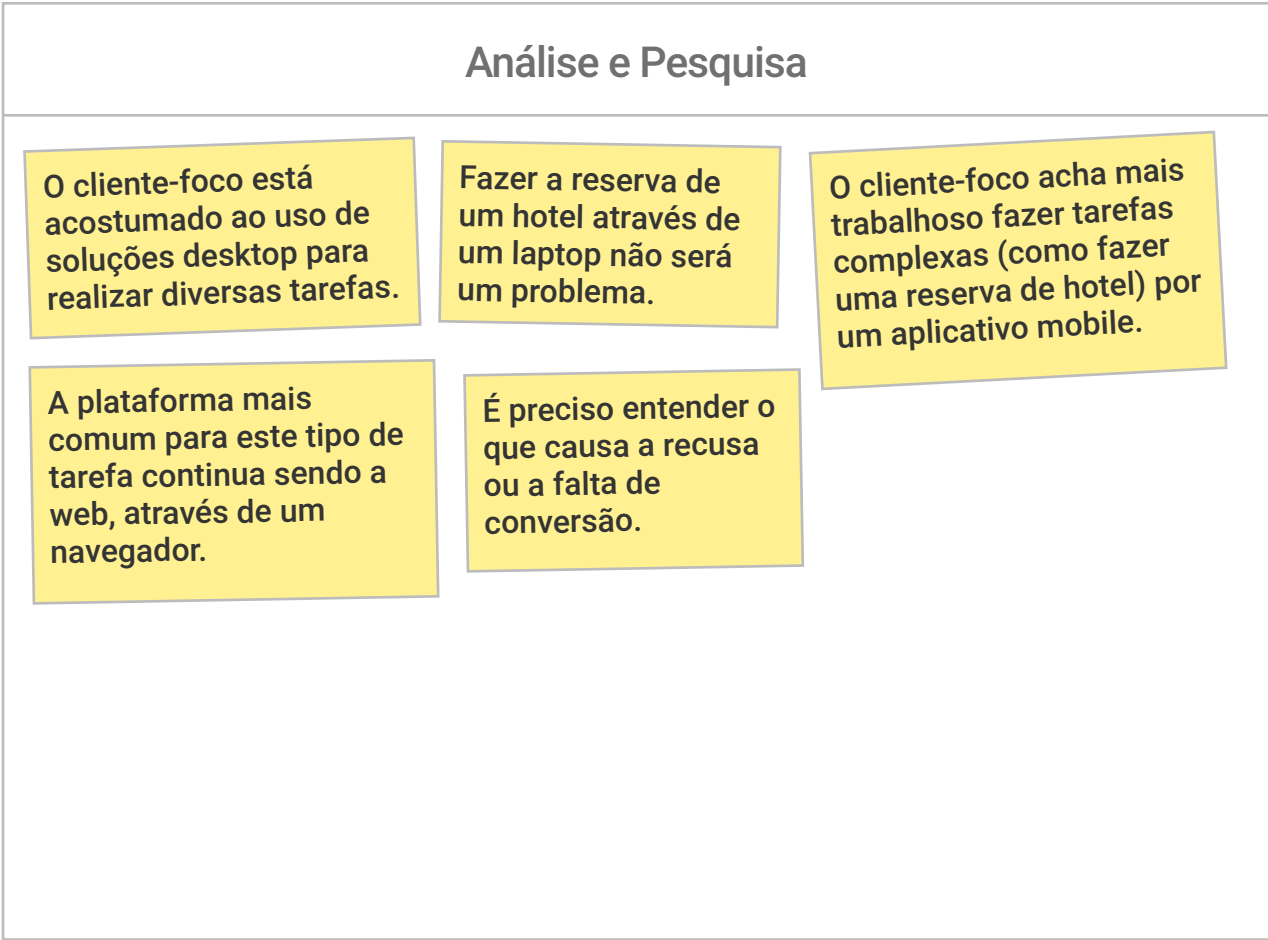 Análise e Pesquisa
O cliente-foco está
acostumado ao uso de
soluções desktop para
realizar diversas tarefas.
Fazer a reserva de
um hotel através de
um laptop não será
um problema.
O cliente-foco acha mais
trabalhoso fazer tarefas
complexas (como fazer
uma reserva de hotel) por
um aplicativo mobile.
A plataforma mais
comum para este tipo de
tarefa continua sendo a
web, através de um
navegador.
É preciso entender o
que causa a recusa
ou a falta de
conversão.